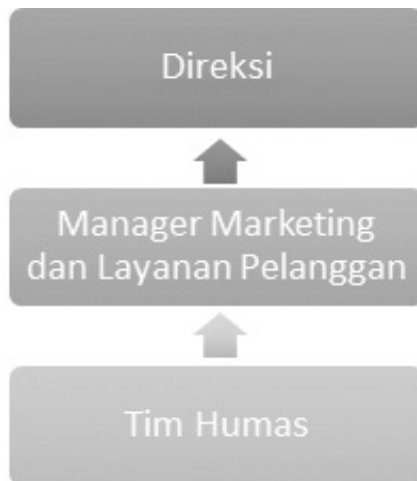 Direksi
Manager Marketing
dan Layanan Pelanggan
Tim Humas